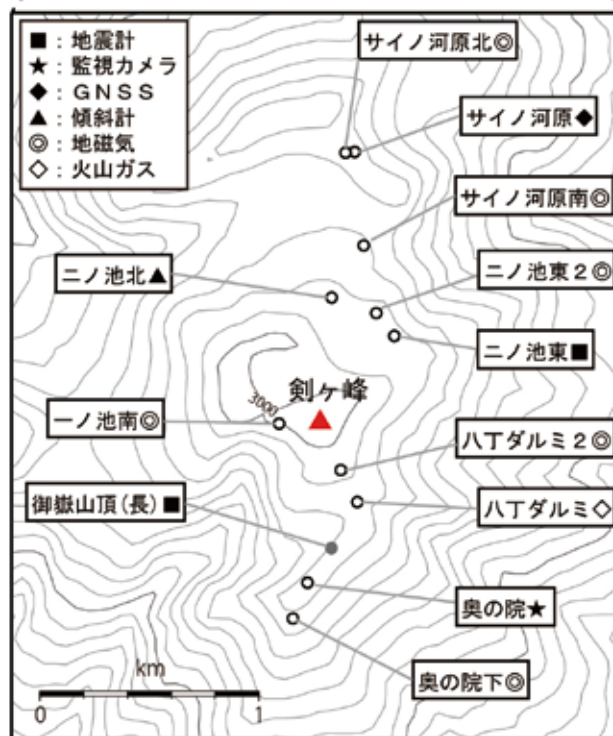 ■：地震計
★：監視カメラ
◆：ＧＮＳＳ
▲：傾斜計
◎：地磁気
◇：火山ガス
サイノ河原北◎
サイノ河原◆
サイノ河原南◎
二ノ池北▲
二ノ池東２◎
二ノ池東■
剣ヶ峰
3000
一ノ池南◎
八丁ダルミ２◎
御嶽山頂(長)■
八丁ダルミ◇
奥の院★
奥の院下◎
km
0 1